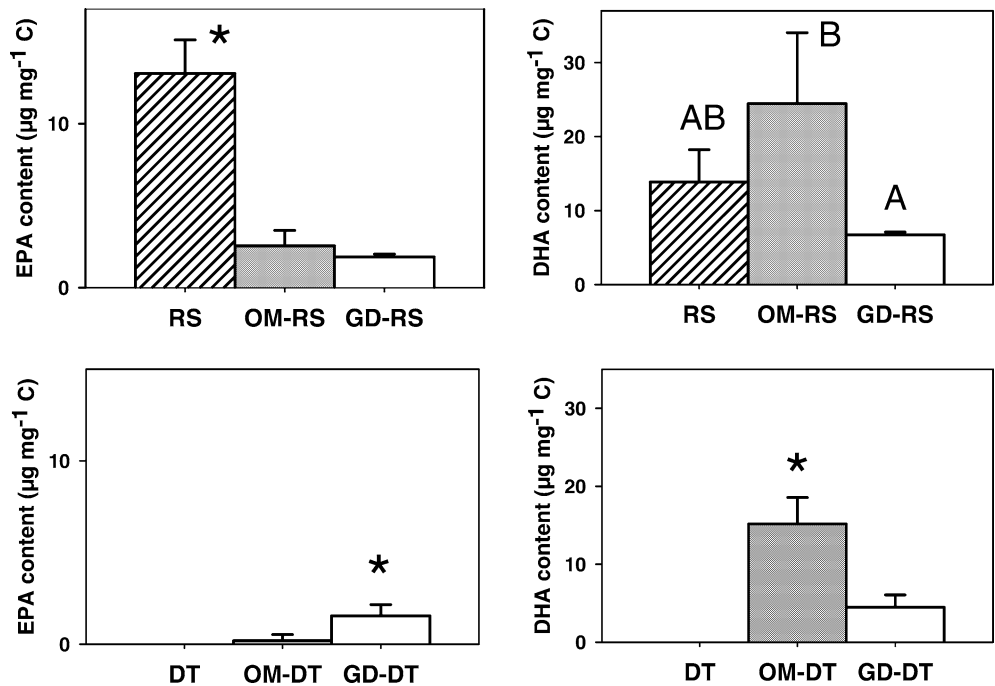 EPA content (µg mg⁻¹ C)
10
0
*
RS OM-RS GD-RS
DHA content (µg mg⁻¹ C)
30
20
10
0
AB
B
A
RS OM-RS GD-RS
EPA content (µg mg⁻¹ C)
10
0
*
DT OM-DT GD-DT
DHA content (µg mg⁻¹ C)
30
20
10
0
*
DT OM-DT GD-DT